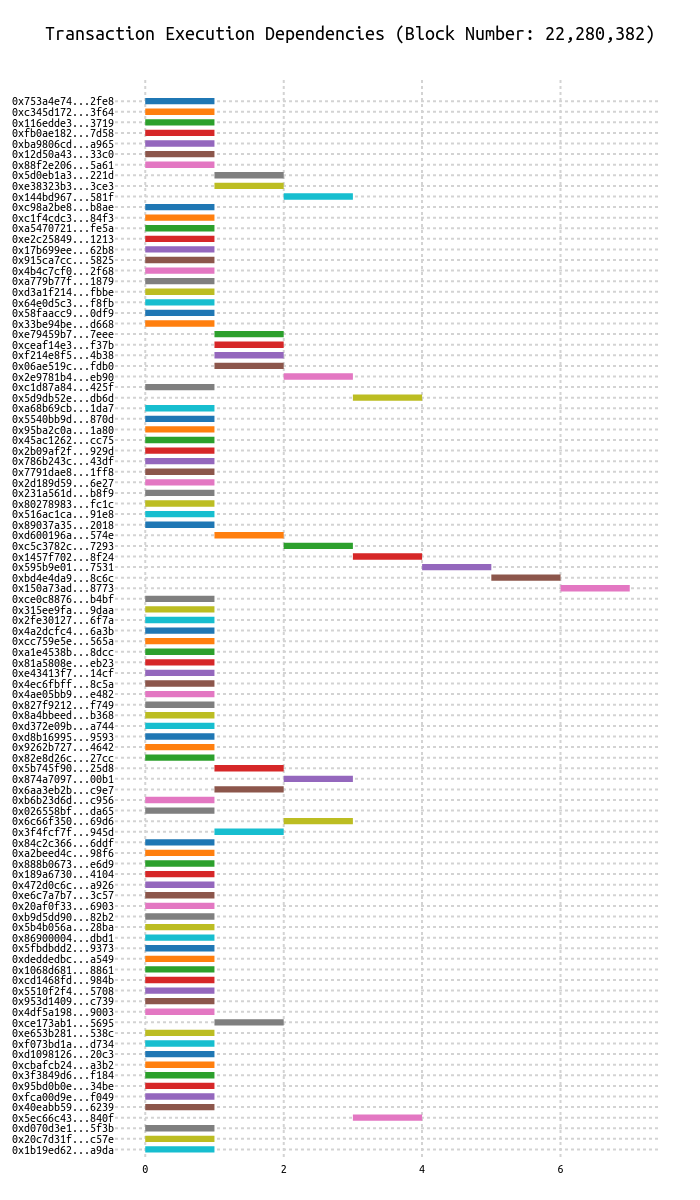 Transaction Execution Dependencies (Block Number: 22,280,382)
0x753a4e74...2fe8
0xc345d172...3f64
0x116edde3...3719
0xfb0ae182...7d58
0xba9806cd...a965
0x12d50a43...33c0
0x88f2e206...5a61
0x5d0eb1a3...221d
0xe38323b3...3ce3
0x144bd967...581f
0xc98a2be8...b8ae
0xc1f4cdc3...84f3
0xa5470721...fe5a
0xe2c25849...1213
0x17b699ee...62b8
0x915ca7cc...5825
0x4b4c7cf0...2f68
0xa779b77f...1879
0xd3a1f214...fbbe
0x64e0d5c3...f8fb
0x58faacc9...0df9
0x33be94be...d668
0xe79459b7...7eee
0xceaf14e3...f37b
0xf214e8f5...4b38
0x06ae519c...fdb0
0x2e9781b4...eb90
0xc1d87a84...425f
0x5d9db52e...db6d
0xa68b69cb...1da7
0x5540bb9d...870d
0x95ba2c0a...1a80
0x45ac1262...cc75
0x2b09af2f...929d
0x786b243c...43df
0x7791dae8...1ff8
0x2d189d59...6e27
0x231a561d...b8f9
0x80278983...fc1c
0x516ac1ca...91e8
0x89037a35...2018
0xd600196a...574e
0xc5c3782c...7293
0x1457f702...8f24
0x595b9e01...7531
0xbd4e4da9...8c6c
0x150a73ad...8773
0xce0c8876...b4bf
0x315ee9fa...9daa
0x2fe30127...6f7a
0x4a2dcfc4...6a3b
0xcc759e5e...565a
0xa1e4538b...8dcc
0x81a5808e...eb23
0xe43413f7...14cf
0x4ec6fbff...8c5a
0x4ae05bb9...e482
0x827f9212...f749
0x8a4bbeed...b368
0xd372e09b...a744
0xd8b16995...9593
0x9262b727...4642
0x82e8d26c...27cc
0x5b745f90...25d8
0x874a7097...00b1
0x6aa3eb2b...c9e7
0xb6b23d6d...c956
0x026558bf...da65
0x6c66f350...69d6
0x3f4fcf7f...945d
0x84c2c366...6ddf
0xa2beed4c...98f6
0x888b0673...e6d9
0x189a6730...4104
0x472d0c6c...a926
0xe6c7a7b7...3c57
0x20af0f33...6903
0xb9d5dd90...82b2
0x5b4b056a...28ba
0x86900004...dbd1
0x5fbdbdd2...9373
0xdeddedbc...a549
0x1068d681...8861
0xcd1468fd...984b
0x5510f2f4...5708
0x953d1409...c739
0x4df5a198...9003
0xce173ab1...5695
0xe653b281...538c
0xf073bd1a...d734
0xd1098126...20c3
0xcbafcb24...a3b2
0x3f3849d6...f184
0x95bd0b0e...34be
0xfca00d9e...f049
0x40eabb59...6239
0x5ec66c43...840f
0xd070d3e1...5f3b
0x20c7d31f...c57e
0x1b19ed62...a9da
0 2 4 6